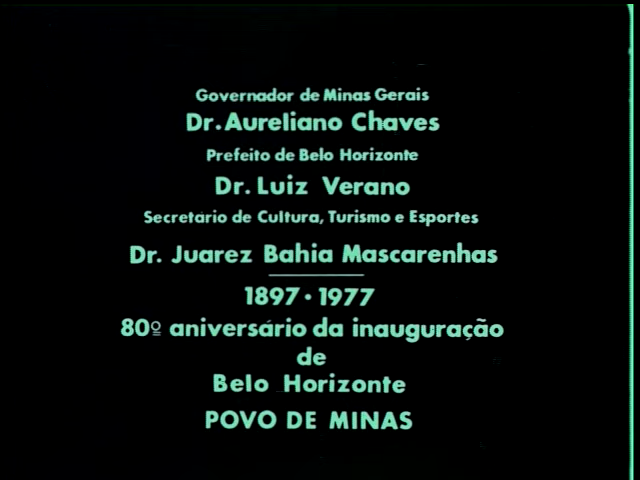 Governador de Minas Gerais
Dr. Aureliano Chaves
Prefeito de Belo Horizonte
Dr. Luiz Verano
Secretário de Cultura, Turismo e Esportes
Dr. Juarez Bahia Mascarenhas
1897 • 1977
80º aniversário da inauguração
de
Belo Horizonte
POVO DE MINAS